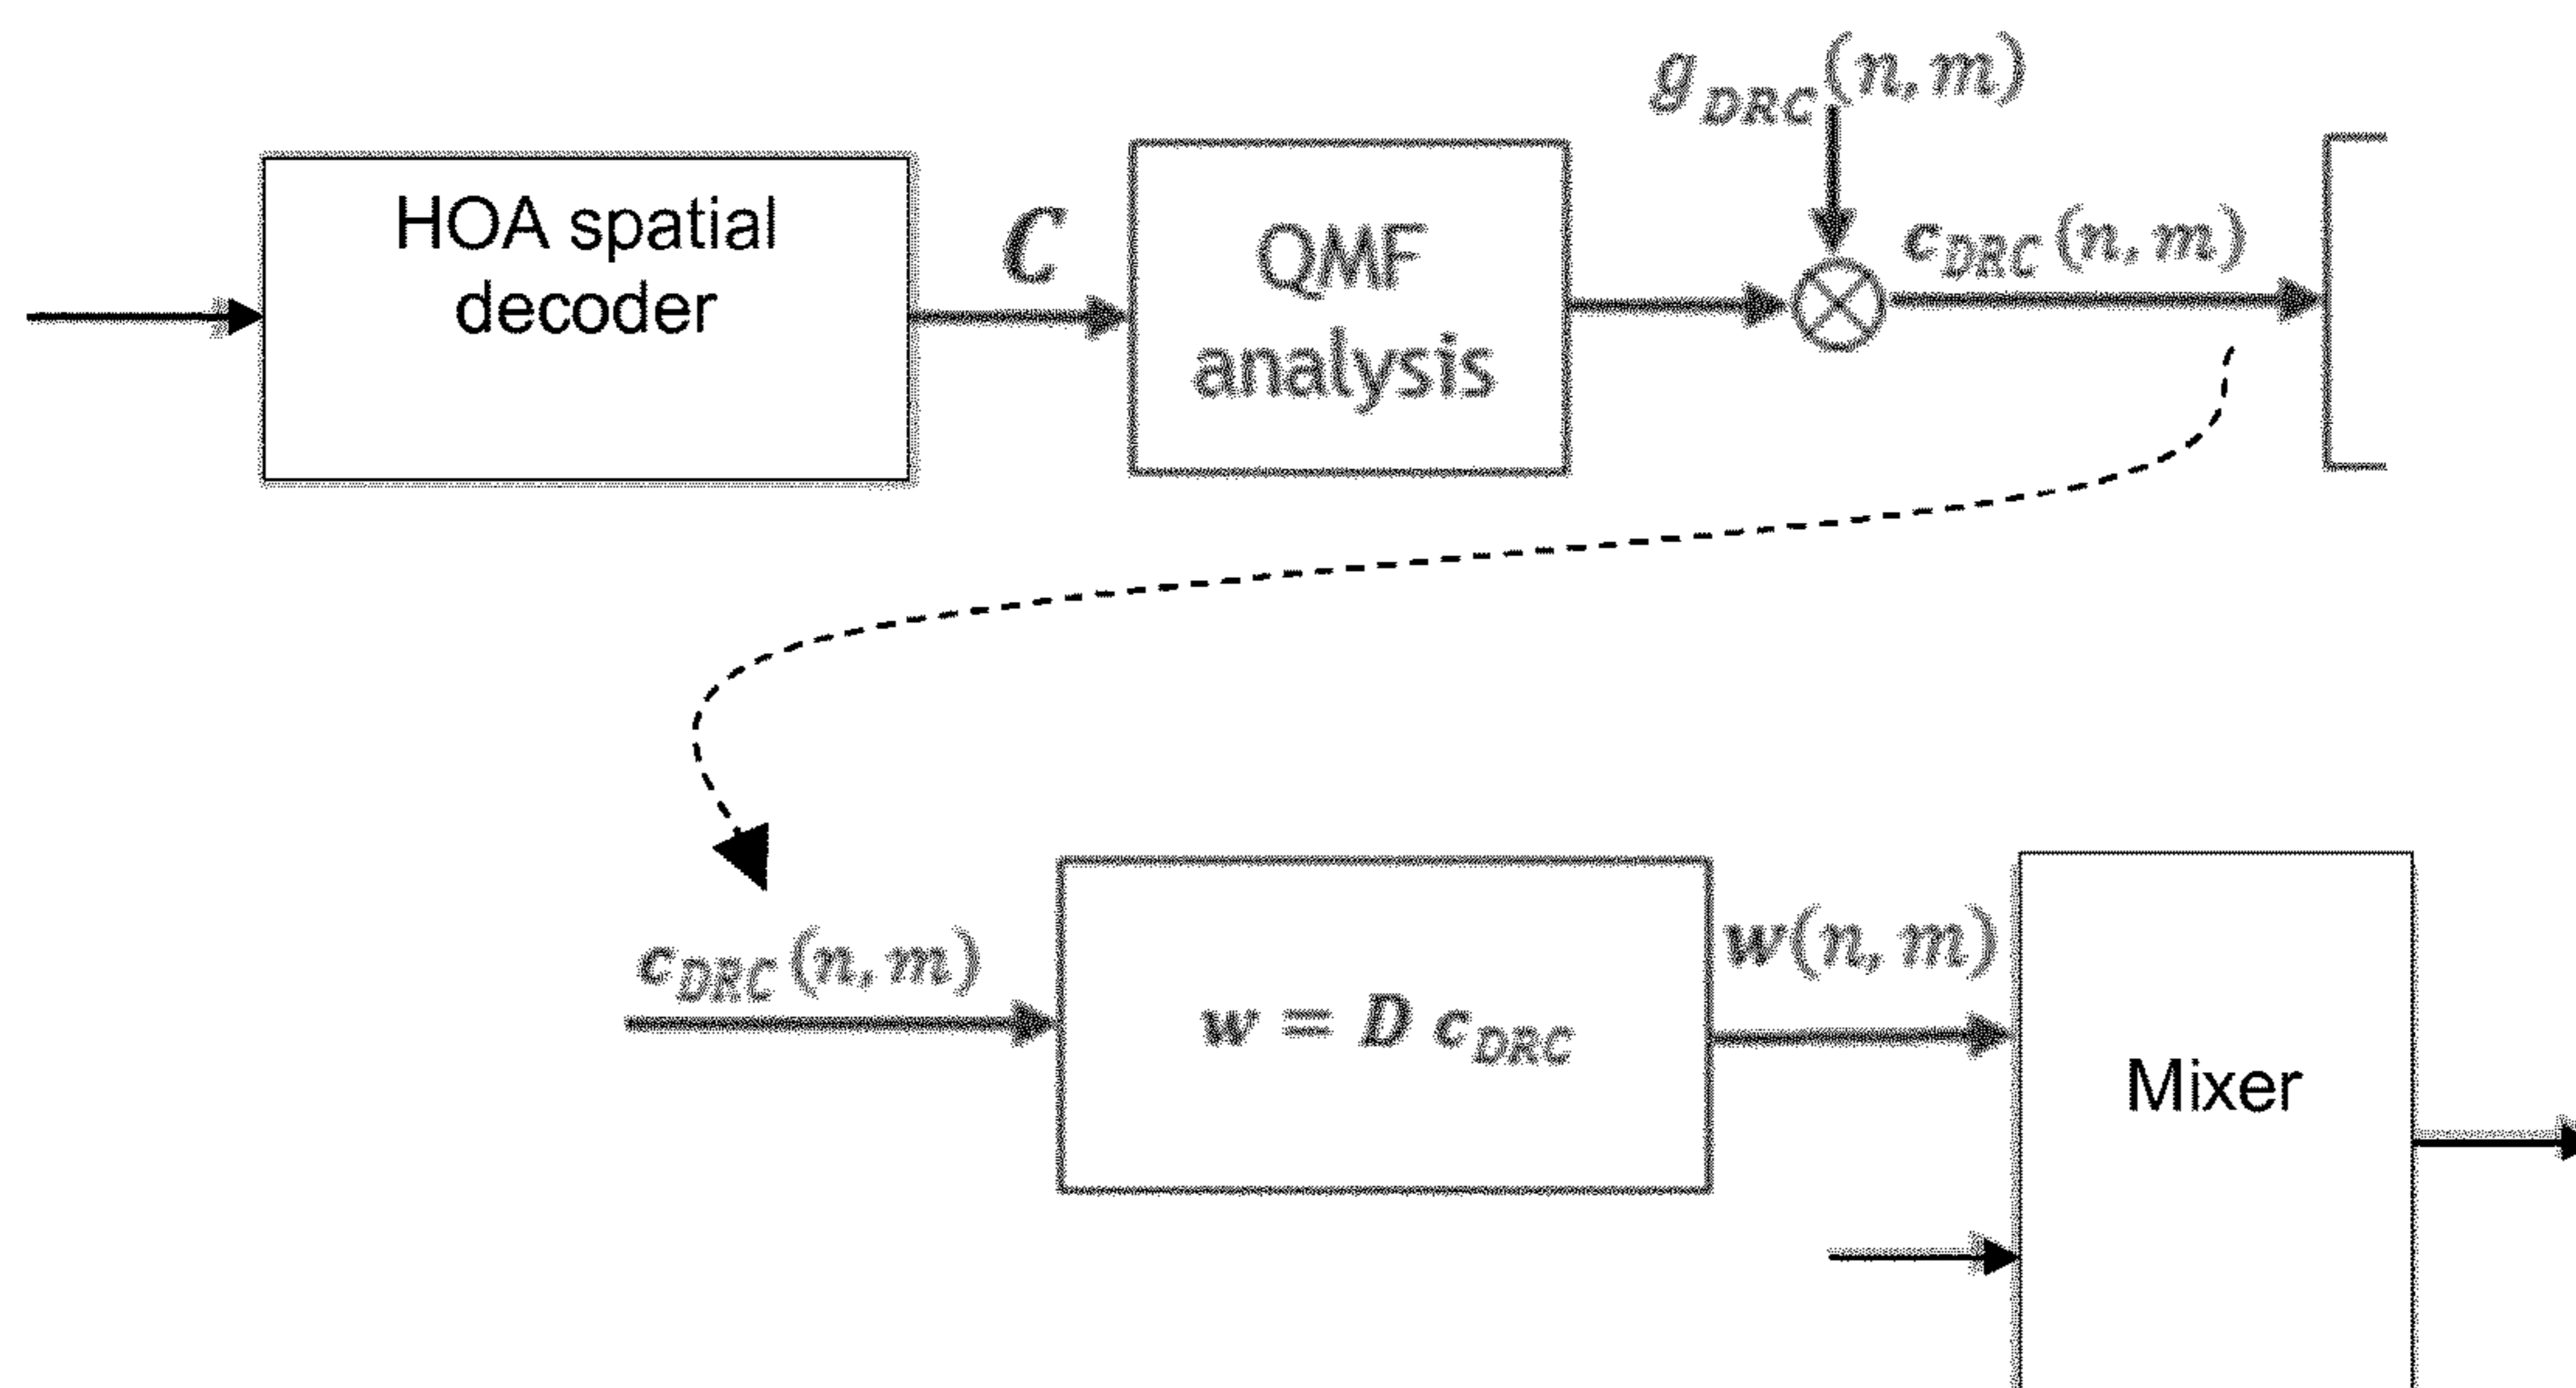 g_DRC(n, m)
HOA spatial
decoder
C
QMF
analysis
c_DRC(n, m)
c_DRC(n, m)
w = D c_DRC
w(n, m)
Mixer